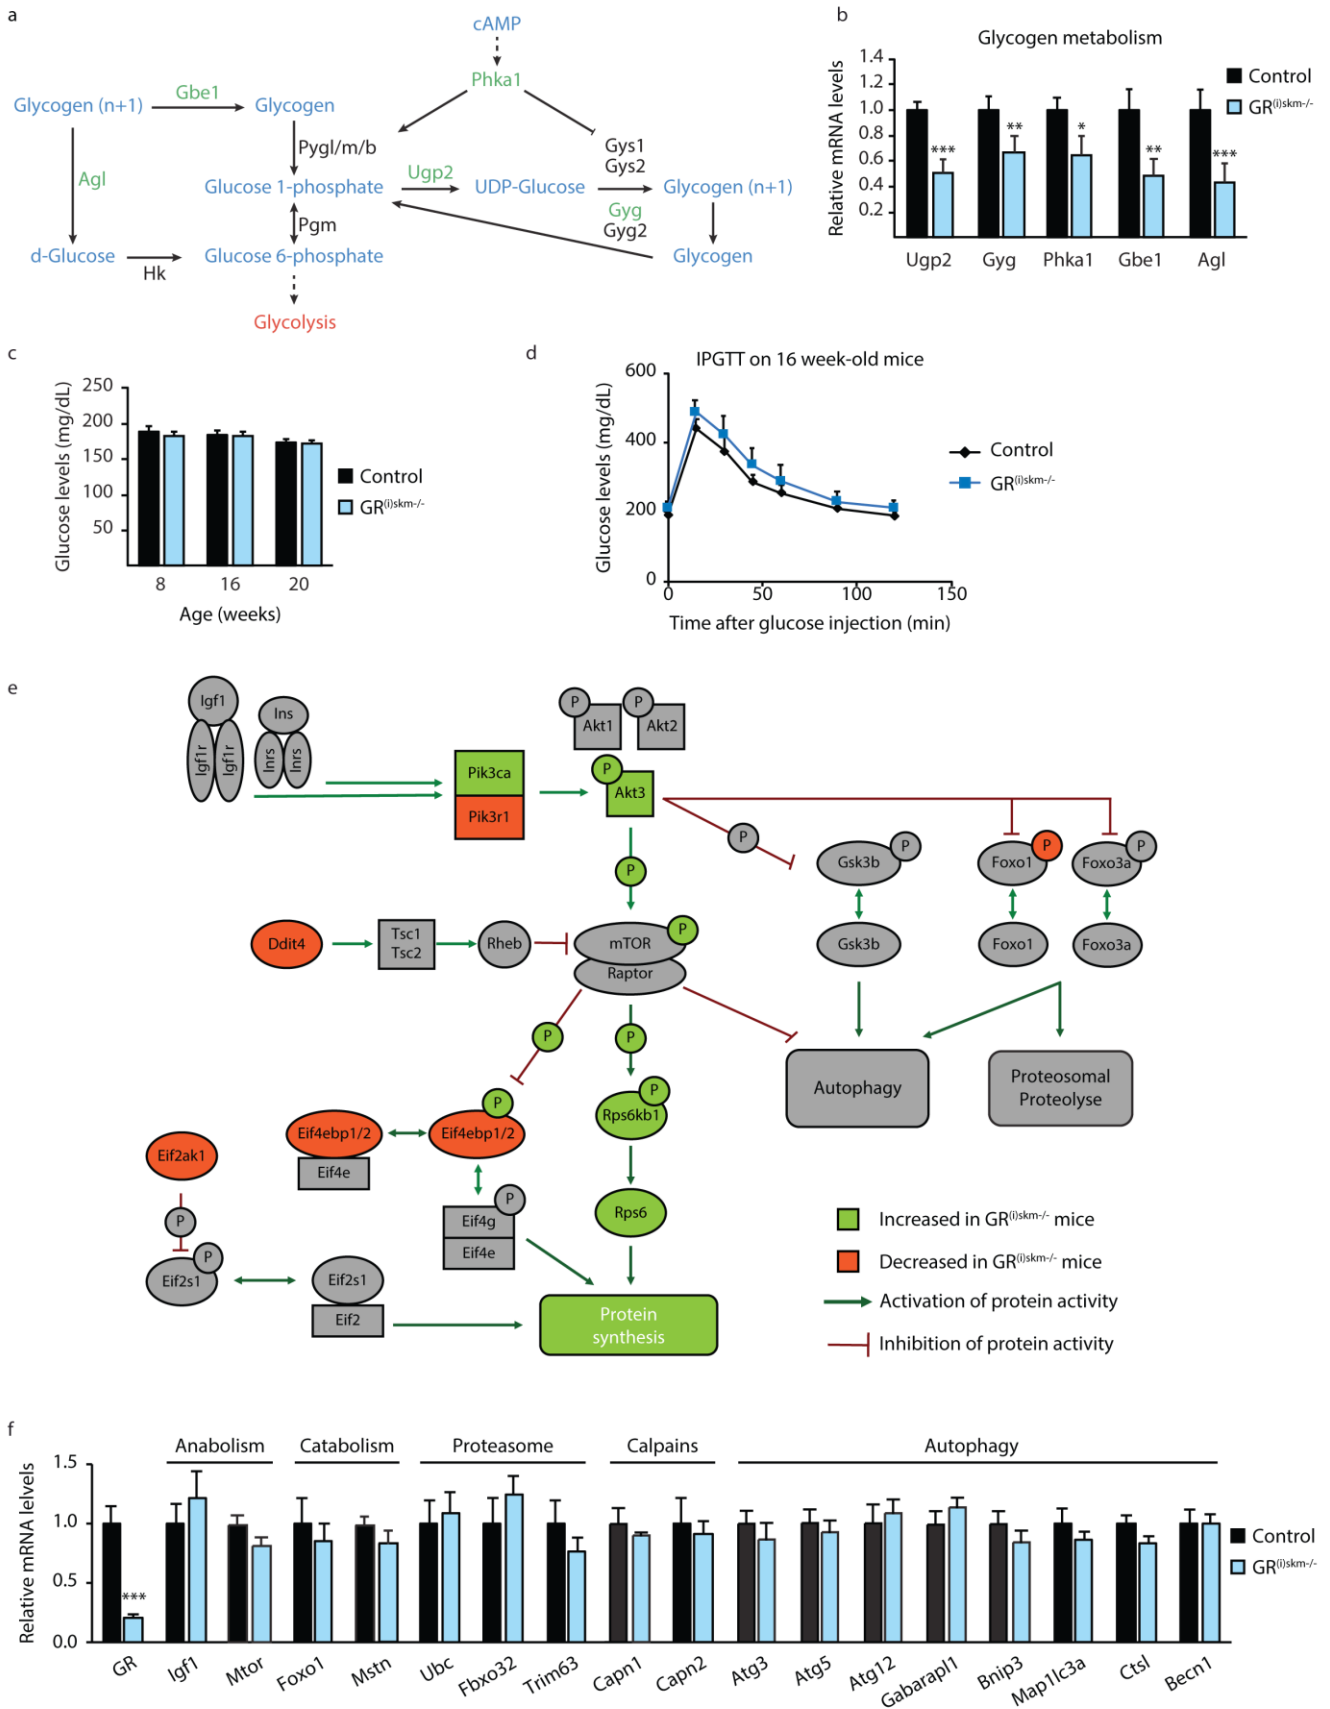 a
cAMP
Phka1
Gbe1
Glycogen (n+1)
Glycogen
Pygl/m/b
Gys1
Gys2
Agl
Glucose 1-phosphate
Ugp2
UDP-Glucose
Glycogen (n+1)
Gyg
Gyg2
Pgm
d-Glucose
Hk
Glucose 6-phosphate
Glycogen
Glycolysis
b
Glycogen metabolism
Relative mRNA levels
1.4
1.2
1.0
0.8
0.6
0.4
0.2
***
**
*
**
***
Control
GR(i)skm-/-
Ugp2
Gyg
Phka1
Gbe1
Agl
c
Glucose levels (mg/dL)
250
200
150
100
50
8
16
20
Age (weeks)
Control
GR(i)skm-/-
d
IPGTT on 16 week-old mice
Glucose levels (mg/dL)
600
400
200
0
0
50
100
150
Time after glucose injection (min)
Control
GR(i)skm-/-
e
Igf1
Igf1r
Igf1r
Ins
Inrs
Inrs
P
Akt1
P
Akt2
Pik3ca
Pik3r1
P
Akt3
P
Gsk3b
P
Foxo1
P
Foxo3a
P
P
Ddit4
Tsc1
Tsc2
Rheb
mTOR
P
Raptor
Gsk3b
Foxo1
Foxo3a
P
P
Autophagy
Proteosomal
Proteolyse
P
P
Eif4ebp1/2
Eif4e
Eif4ebp1/2
Rps6kb1
Eif2ak1
P
P
Eif4g
Eif4e
Rps6
P
Eif2s1
Eif2s1
Eif2
Protein
synthesis
Increased in GR(i)skm-/- mice
Decreased in GR(i)skm-/- mice
Activation of protein activity
Inhibition of protein activity
f
Relative mRNA lelvels
1.5
1.0
0.5
0.0
Anabolism
Catabolism
Proteasome
Calpains
Autophagy
***
Control
GR(i)skm-/-
GR
Igf1
Mtor
Foxo1
Mstn
Ubc
Fbxo32
Trim63
Capn1
Capn2
Atg3
Atg5
Atg12
Gabarapl1
Bnip3
Map1lc3a
Ctsl
Becn1